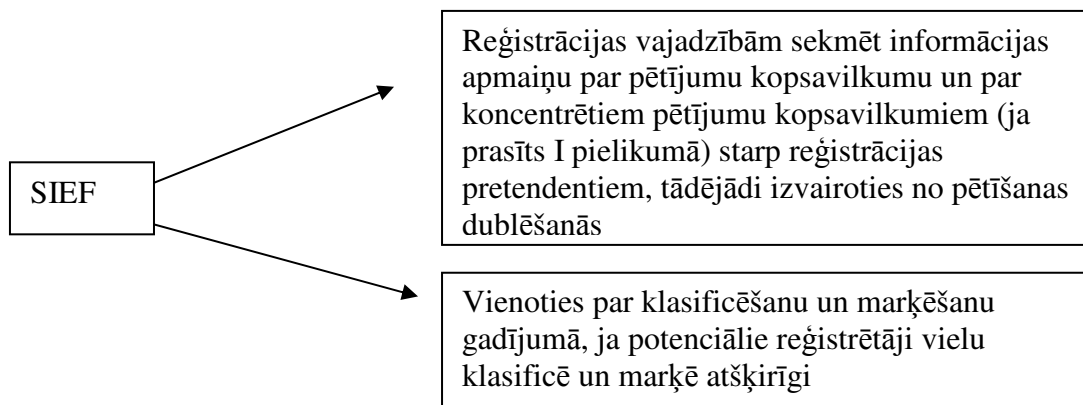 SIEF
Reģistrācijas vajadzībām sekmēt informācijas
apmaiņu par pētījumu kopsavilkumu un par
koncentrētiem pētījumu kopsavilkumiem (ja
prasīts I pielikumā) starp reģistrācijas
pretendentiem, tādējādi izvairoties no pētīšanas
dublēšanās
Vienoties par klasificēšanu un marķēšanu
gadījumā, ja potenciālie reģistrētāji vielu
klasificē un marķē atšķirīgi